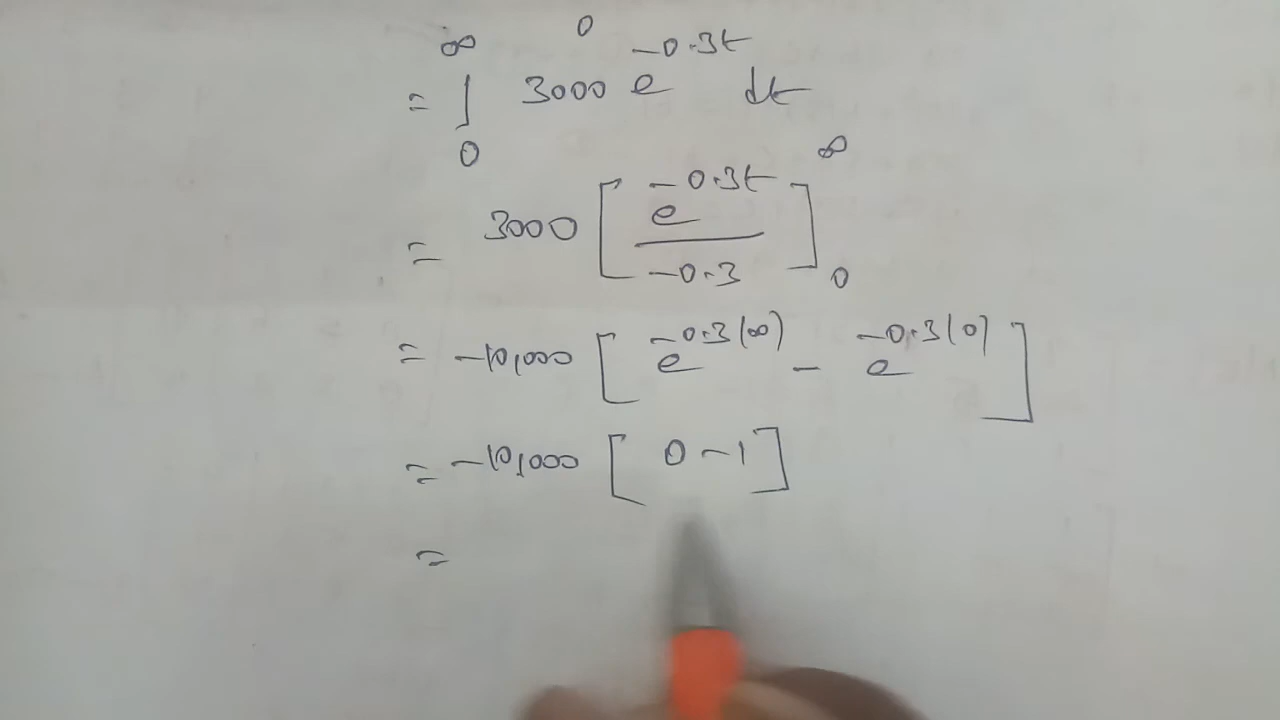 0
= ∫₀^∞ 3000 e^{-0.3t} dt
= 3000 [ e^{-0.3t} / -0.3 ]₀^∞
= -10,000 [ e^{-0.3(∞)} - e^{-0.3(0)} ]
= -10,000 [ 0 - 1 ]
=